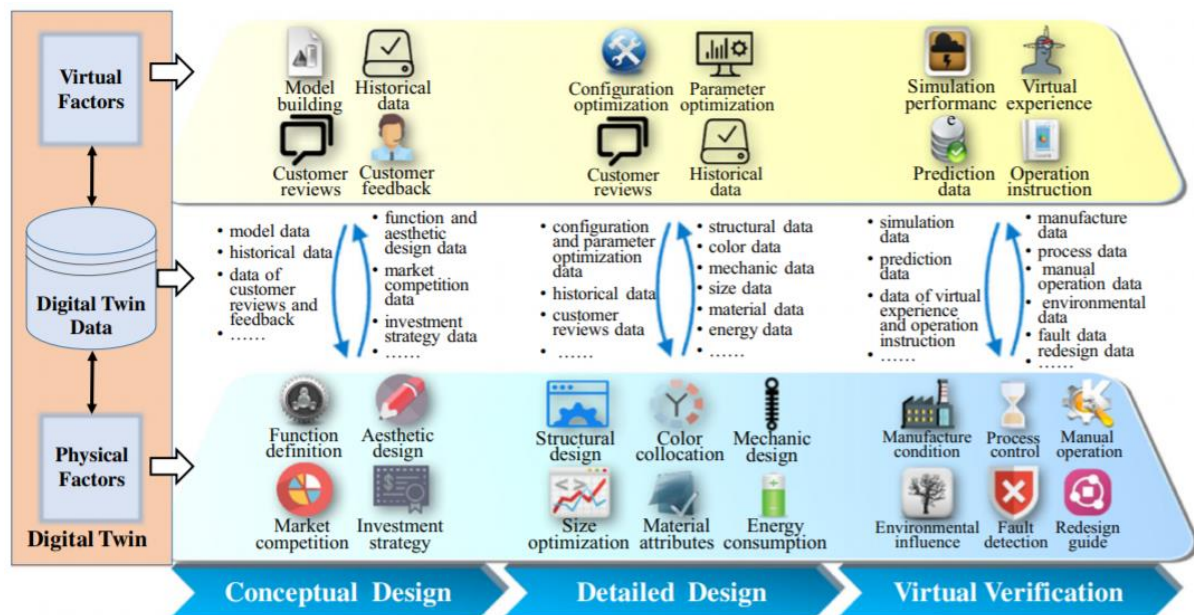 Virtual
Factors
Digital Twin
Data
Physical
Factors
Digital Twin
Model
building
Historical
data
Customer
reviews
Customer
feedback
Configuration
optimization
Parameter
optimization
Customer
reviews
Historical
data
Simulation
performanc
e
Virtual
experience
Prediction
data
Operation
instruction
• model data
• historical data
• data of
customer
reviews and
feedback
• ……
• function and
aesthetic
design data
• market
competition
data
• investment
strategy data
• ……
• configuration
and parameter
optimization
data
• historical data
• customer
reviews data
• ……
• structural data
• color data
• mechanic data
• size data
• material data
• energy data
• ……
• simulation
data
• prediction
data
• data of virtual
experience
and operation
instruction
• ……
• manufacture
data
• process data
• manual
operation data
• environmental
data
• fault data
• redesign data
• ……
Function
definition
Aesthetic
design
Market
competition
Investment
strategy
Structural
design
Color
collocation
Mechanic
design
Size
optimization
Material
attributes
Energy
consumption
Manufacture
condition
Process
control
Manual
operation
Environmental
influence
Fault
detection
Redesign
guide
Conceptual Design
Detailed Design
Virtual Verification